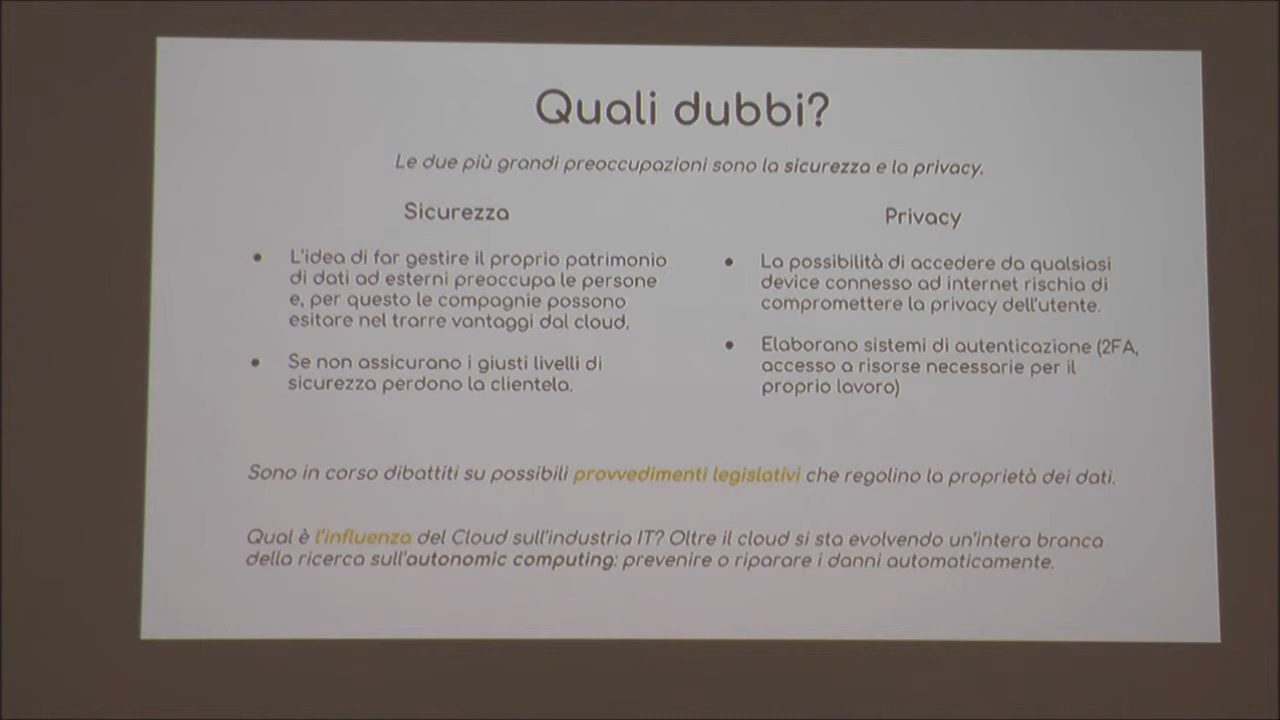 Quali dubbi?
Le due più grandi preoccupazioni sono la sicurezza e la privacy.
Sicurezza
L'idea di far gestire il proprio patrimonio
di dati ad esterni preoccupa le persone
e, per questo le compagnie possono
esitare nel trarre vantaggi dal cloud.
Se non assicurano i giusti livelli di
sicurezza perdono la clientela.
Privacy
La possibilità di accedere da qualsiasi
device connesso ad internet rischia di
compromettere la privacy dell'utente.
Elaborano sistemi di autenticazione (2FA,
accesso a risorse necessarie per il
proprio lavoro)
Sono in corso dibattiti su possibili provvedimenti legislativi che regolino la proprietà dei dati.
Qual è l'influenza del Cloud sull'industria IT? Oltre il cloud si sta evolvendo un'intera branca
della ricerca sull'autonomic computing: prevenire o riparare i danni automaticamente.